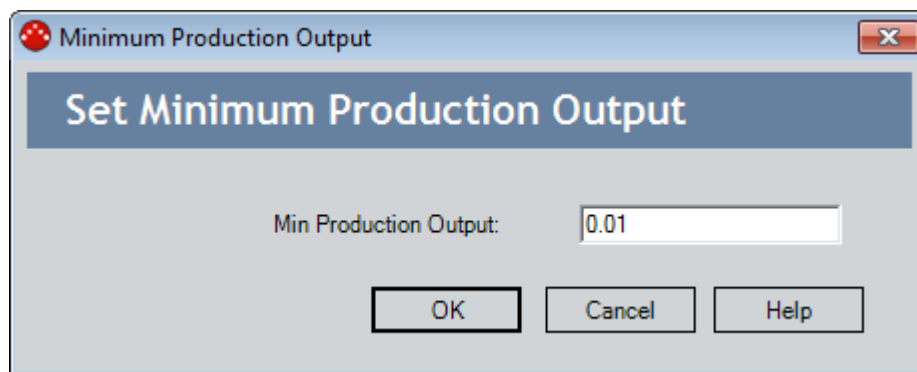 Minimum Production Output
Set Minimum Production Output
Min Production Output: 0.01
OK Cancel Help